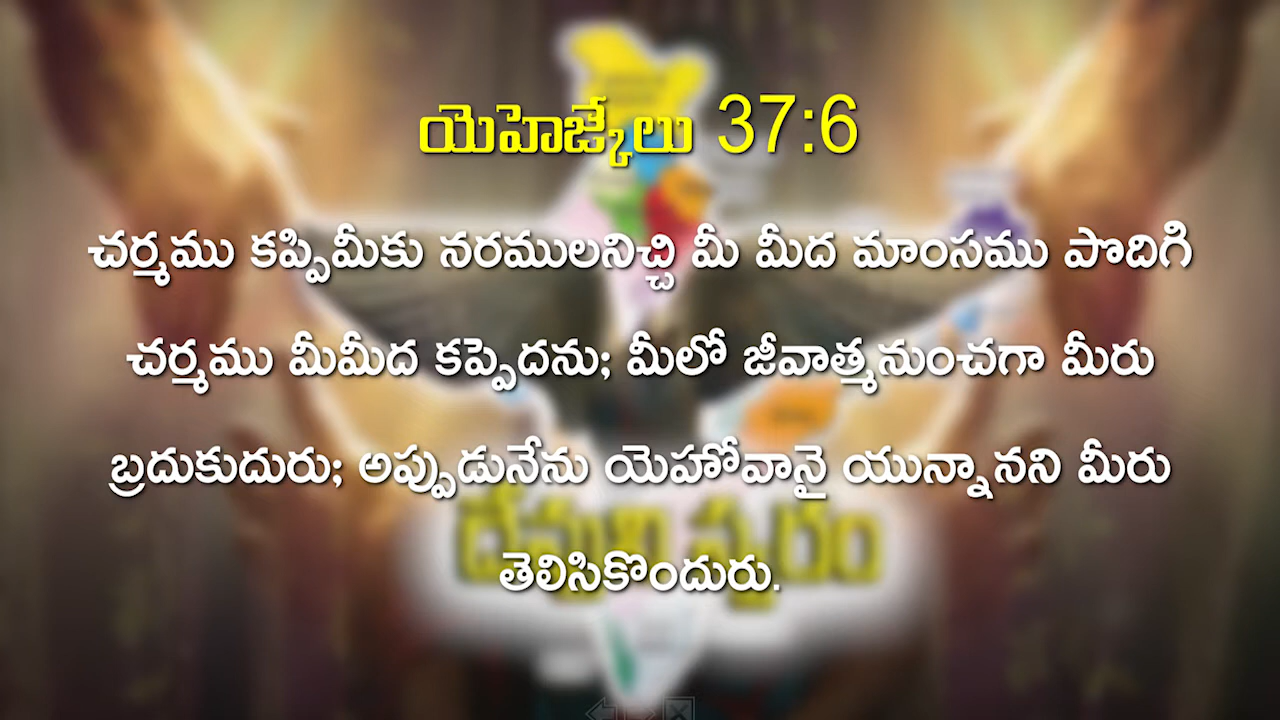 యెహెజ్కేలు 37:6
చర్మము కప్పిమీకు నరములనిచ్చి మీ మీద మాంసము పొదిగి
చర్మము మీమీద కప్పెదను; మీలో జీవాత్మనుంచగా మీరు
బ్రదుకుదురు; అప్పుడునేను యెహోవానై యున్నానని మీరు
తెలిసికొందురు.